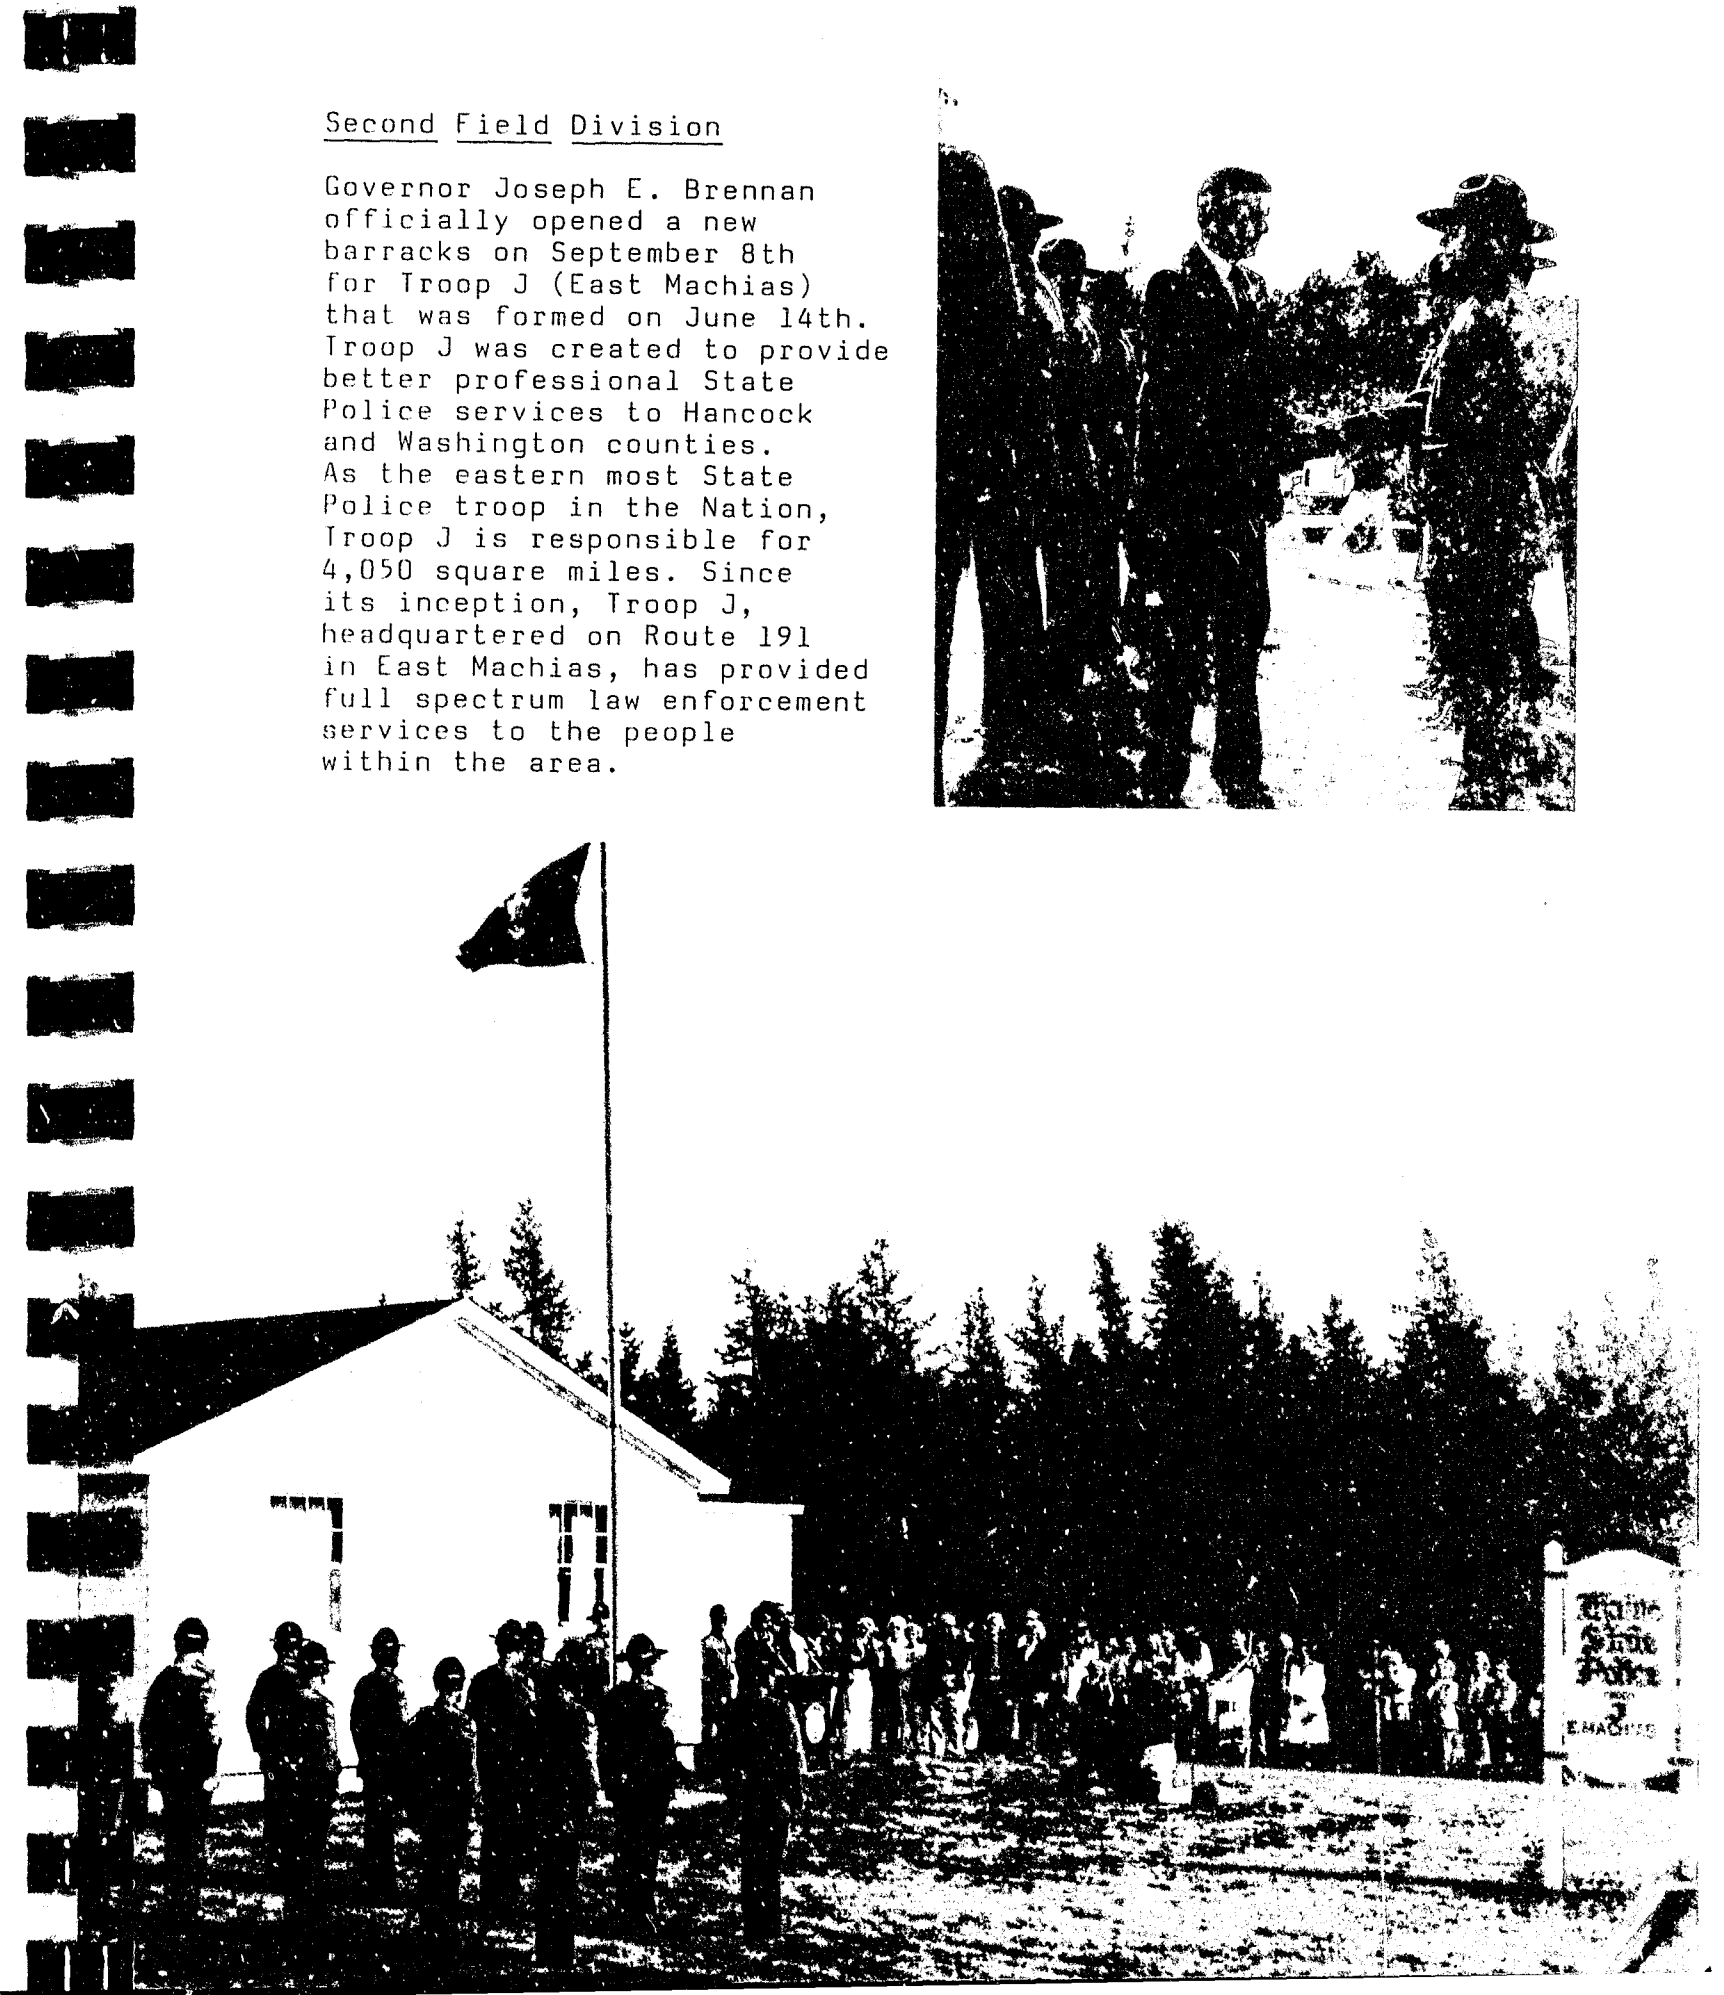 Second Field Division
Governor Joseph E. Brennan
officially opened a new
barracks on September 8th
for Troop J (East Machias)
that was formed on June 14th.
Troop J was created to provide
better professional State
Police services to Hancock
and Washington counties.
As the eastern most State
Police troop in the Nation,
Troop J is responsible for
4,050 square miles. Since
its inception, Troop J,
headquartered on Route 191
in East Machias, has provided
full spectrum law enforcement
services to the people
within the area.
Maine
State
Police
J
E. MACHIAS